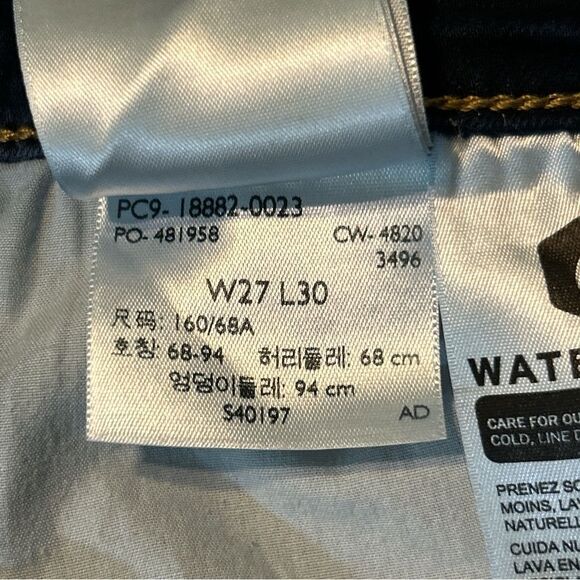 PC9- 18882-0023
PO- 481958 CW- 4820
3496
W27 L30
尺码: 160/68A
호칭: 68-94 허리둘레: 68 cm
엉덩이둘레: 94 cm
S40197 AD
WATE
CARE FOR OU
COLD, LINE D
PRENEZ SO
MOINS, LA
NATUREL
CUIDA NU
LAVA EN